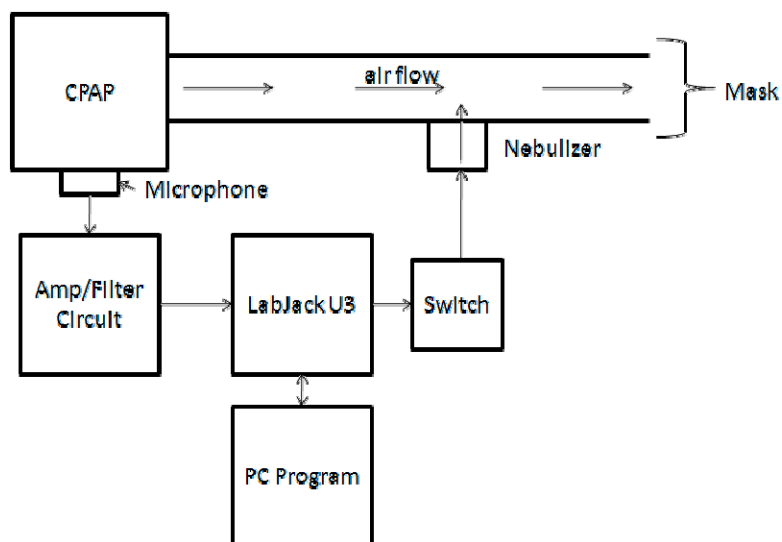 CPAP
air flow
Mask
Nebulizer
Microphone
Amp/Filter
Circuit
LabJack U3
Switch
PC Program